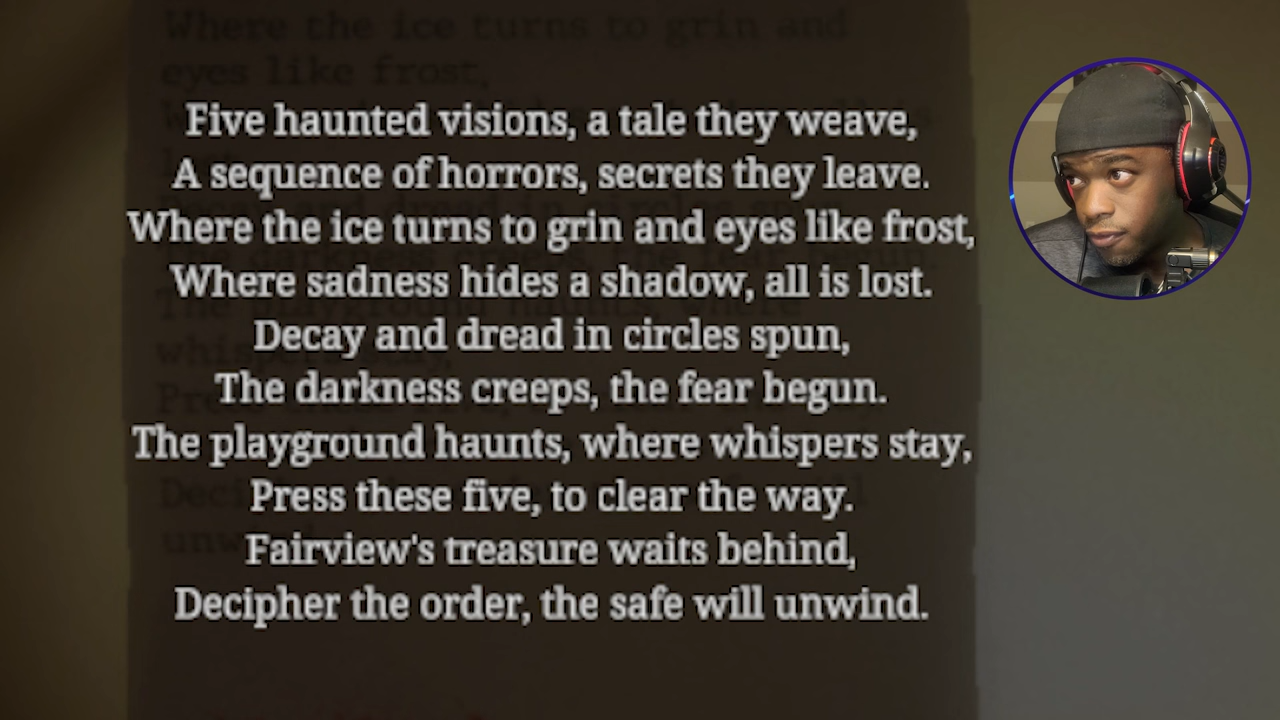 Five haunted visions, a tale they weave,
A sequence of horrors, secrets they leave.
Where the ice turns to grin and eyes like frost,
Where sadness hides a shadow, all is lost.
Decay and dread in circles spun,
The darkness creeps, the fear begun.
The playground haunts, where whispers stay,
Press these five, to clear the way.
Fairview's treasure waits behind,
Decipher the order, the safe will unwind.